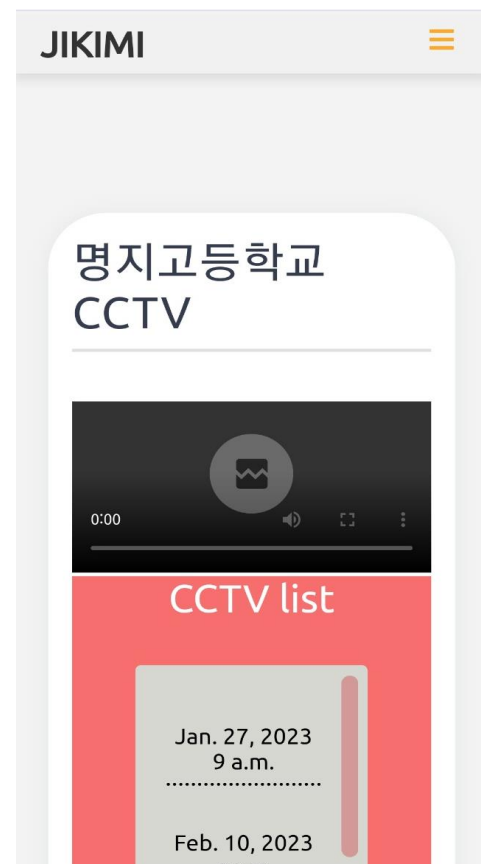 JIKIMI
명지고등학교
CCTV
0:00
CCTV list
Jan. 27, 2023
9 a.m.
Feb. 10, 2023